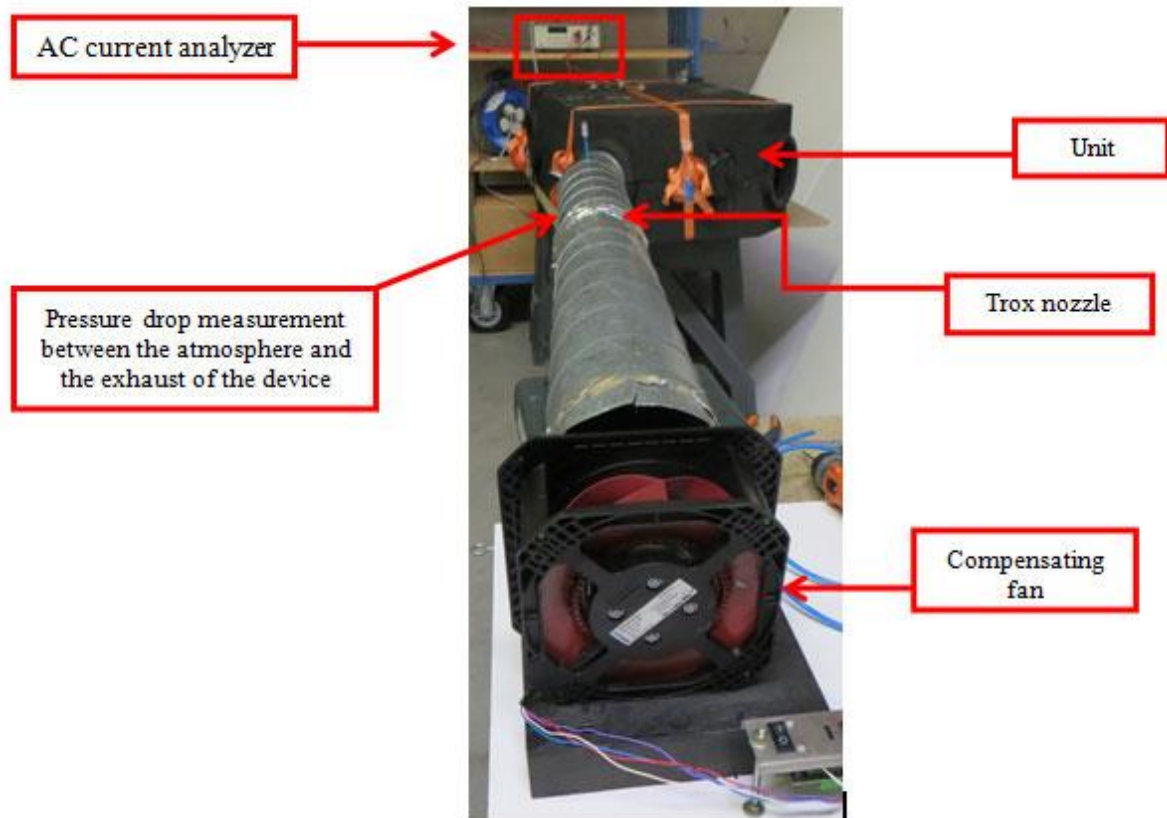 AC current analyzer
Unit
Pressure drop measurement
between the atmosphere and
the exhaust of the device
Trox nozzle
Compensating
fan